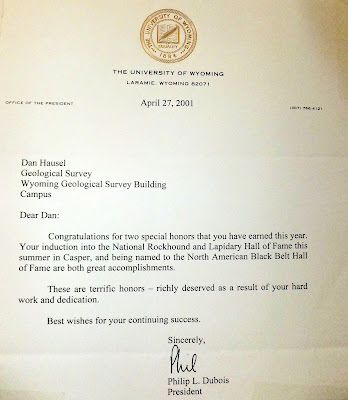 THE UNIVERSITY OF WYOMING
LARAMIE, WYOMING 82071
OFFICE OF THE PRESIDENT
April 27, 2001
(307) 766-4121
Dan Hausel
Geological Survey
Wyoming Geological Survey Building
Campus
Dear Dan:
Congratulations for two special honors that you have earned this year.
Your induction into the National Rockhound and Lapidary Hall of Fame this
summer in Casper, and being named to the North American Black Belt Hall
of Fame are both great accomplishments.
These are terrific honors – richly deserved as a result of your hard
work and dedication.
Best wishes for your continuing success.
Sincerely,
Phil
Philip L. Dubois
President